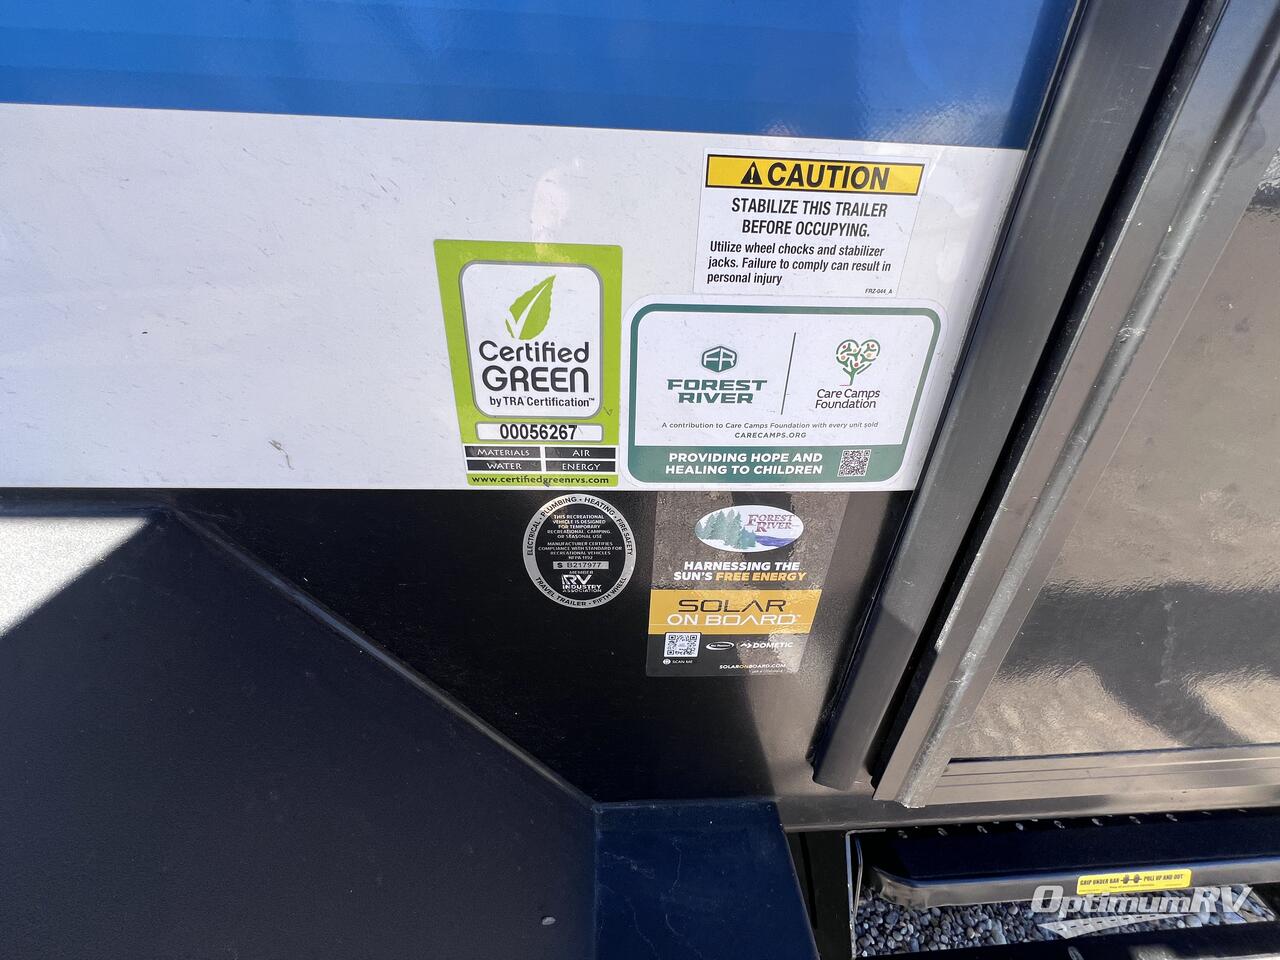 CAUTION
STABILIZE THIS TRAILER
BEFORE OCCUPYING.
Utilize wheel chocks and stabilizer
jacks. Failure to comply can result in
personal injury
FRZ-044_A
Certified
GREEN
by TRA Certification™
00056267
MATERIALS AIR
WATER ENERGY
www.certifiedgreenrvs.com
FR
FOREST
RIVER
Care Camps
Foundation
A contribution to Care Camps Foundation with every unit sold
CARECAMPS.ORG
PROVIDING HOPE AND
HEALING TO CHILDREN
ELECTRICAL • PLUMBING • HEATING • FIRE SAFETY
THIS RECREATIONAL
VEHICLE IS DESIGNED
FOR TEMPORARY
RECREATIONAL, CAMPING,
OR SEASONAL USE
MANUFACTURER CERTIFIES
COMPLIANCE WITH STANDARD FOR
RECREATIONAL VEHICLES
NFPA 1192
$ B217977
MEMBER
RV
INDUSTRY
ASSOCIATION
TRAVEL TRAILER - FIFTH WHEEL
FOREST
RIVER
HARNESSING THE
SUN'S FREE ENERGY
SOLAR
ON BOARD™
DOMETIC
SCAN ME
SOLARONBOARD.COM
GRIP UNDER BAR PULL UP AND OUT
OptimumRV